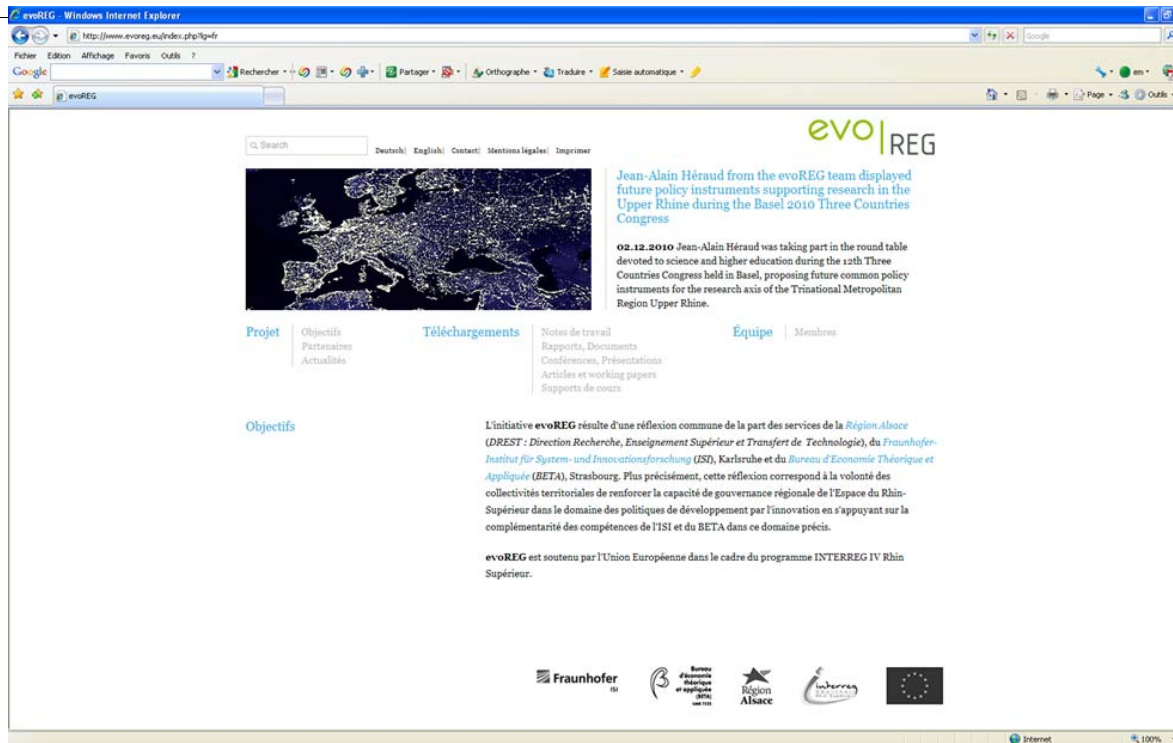 evoREG - Windows Internet Explorer
http://www.evoreg.eu/index.php?lg=fr
Google
Fichier Edition Affichage Favoris Outils ?
Google
Rechercher
Partager
Orthographe
Traduire
Saisie automatique
en
evoREG
Page
Outils
Search
Deutsch| English| Contact| Mentions légales| Imprimer
evo|REG
Jean-Alain Héraud from the evoREG team displayed
future policy instruments supporting research in the
Upper Rhine during the Basel 2010 Three Countries
Congress
02.12.2010 Jean-Alain Héraud was taking part in the round table
devoted to science and higher education during the 12th Three
Countries Congress held in Basel, proposing future common policy
instruments for the research axis of the Trinational Metropolitan
Region Upper Rhine.
Projet
Objectifs
Partenaires
Actualités
Téléchargements
Notes de travail
Rapports, Documents
Conférences, Présentations
Articles et working papers
Supports de cours
Équipe
Membres
Objectifs
L'initiative evoREG résulte d'une réflexion commune de la part des services de la Région Alsace
(DREST : Direction Recherche, Enseignement Supérieur et Transfert de Technologie), du Fraunhofer-
Institut für System- und Innovationsforschung (ISI), Karlsruhe et du Bureau d'Economie Théorique et
Appliquée (BETA), Strasbourg. Plus précisément, cette réflexion correspond à la volonté des
collectivités territoriales de renforcer la capacité de gouvernance régionale de l'Espace du Rhin-
Supérieur dans le domaine des politiques de développement par l'innovation en s'appuyant sur la
complémentarité des compétences de l'ISI et du BETA dans ce domaine précis.
evoREG est soutenu par l'Union Européenne dans le cadre du programme INTERREG IV Rhin
Supérieur.
Fraunhofer
ISI
Bureau
d'économie
théorique
et appliquée
(BETA)
Région
Alsace
interreg
Internet
100%